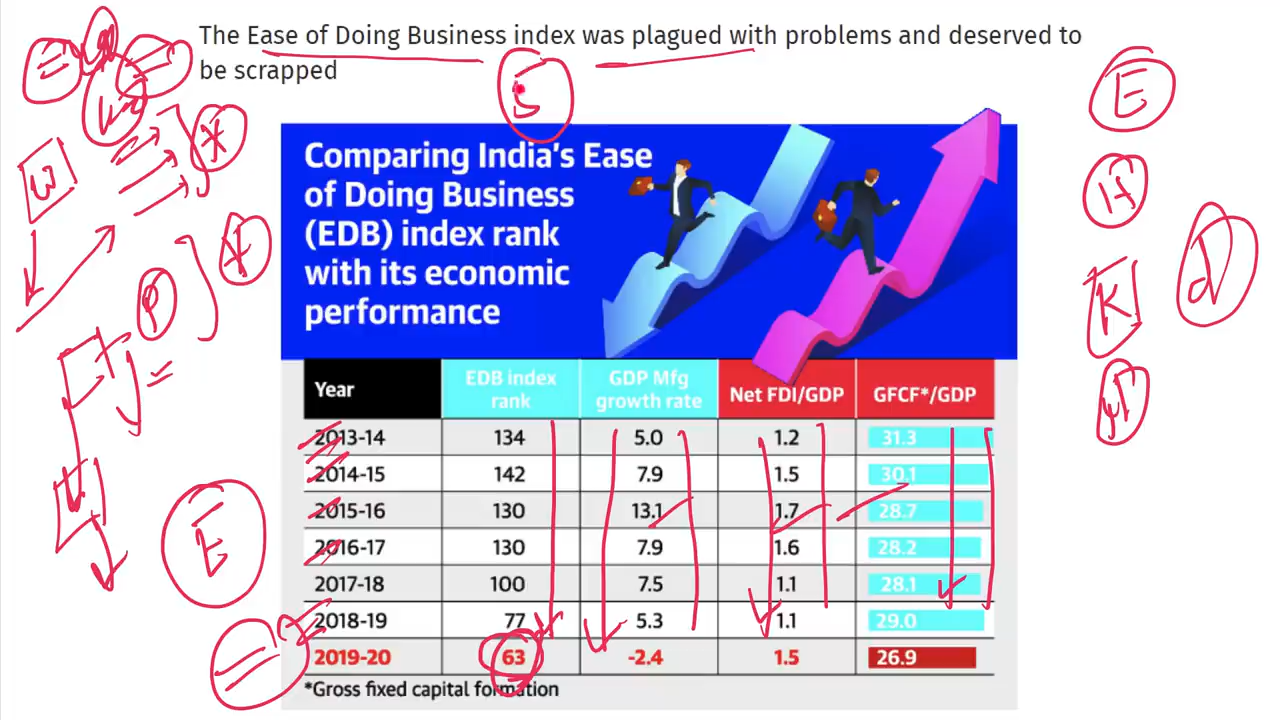 The Ease of Doing Business index was plagued with problems and deserved to
be scrapped
Comparing India's Ease
of Doing Business
(EDB) index rank
with its economic
performance
Year EDB index rank GDP Mfg growth rate Net FDI/GDP GFCF*/GDP
2013-14 134 5.0 1.2 31.3
2014-15 142 7.9 1.5 30.1
2015-16 130 13.1 1.7 28.7
2016-17 130 7.9 1.6 28.2
2017-18 100 7.5 1.1 28.1
2018-19 77 5.3 1.1 29.0
2019-20 63 -2.4 1.5 26.9
*Gross fixed capital formation
W
P
E
E
H
K